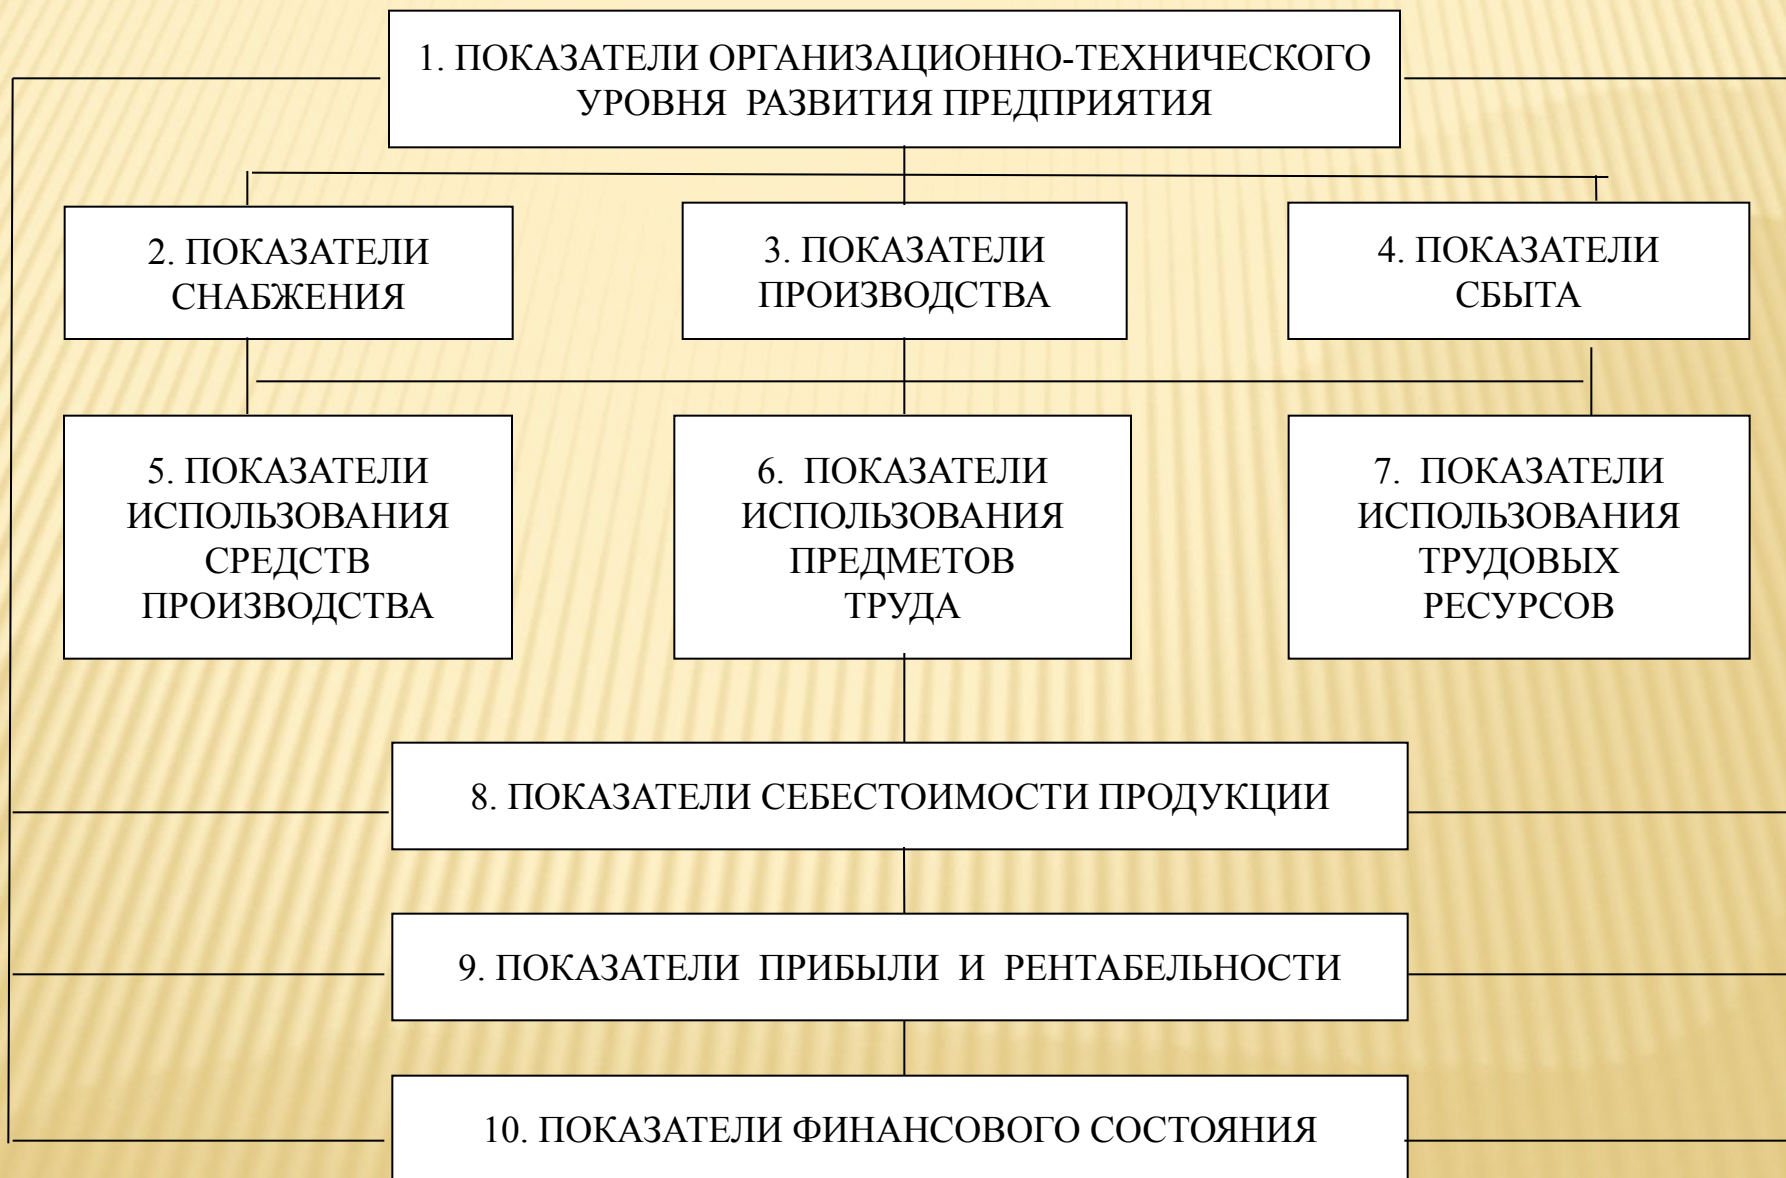 1. ПОКАЗАТЕЛИ ОРГАНИЗАЦИОННО-ТЕХНИЧЕСКОГО
УРОВНЯ РАЗВИТИЯ ПРЕДПРИЯТИЯ
2. ПОКАЗАТЕЛИ
СНАБЖЕНИЯ
3. ПОКАЗАТЕЛИ
ПРОИЗВОДСТВА
4. ПОКАЗАТЕЛИ
СБЫТА
5. ПОКАЗАТЕЛИ
ИСПОЛЬЗОВАНИЯ
СРЕДСТВ
ПРОИЗВОДСТВА
6. ПОКАЗАТЕЛИ
ИСПОЛЬЗОВАНИЯ
ПРЕДМЕТОВ
ТРУДА
7. ПОКАЗАТЕЛИ
ИСПОЛЬЗОВАНИЯ
ТРУДОВЫХ
РЕСУРСОВ
8. ПОКАЗАТЕЛИ СЕБЕСТОИМОСТИ ПРОДУКЦИИ
9. ПОКАЗАТЕЛИ ПРИБЫЛИ И РЕНТАБЕЛЬНОСТИ
10. ПОКАЗАТЕЛИ ФИНАНСОВОГО СОСТОЯНИЯ